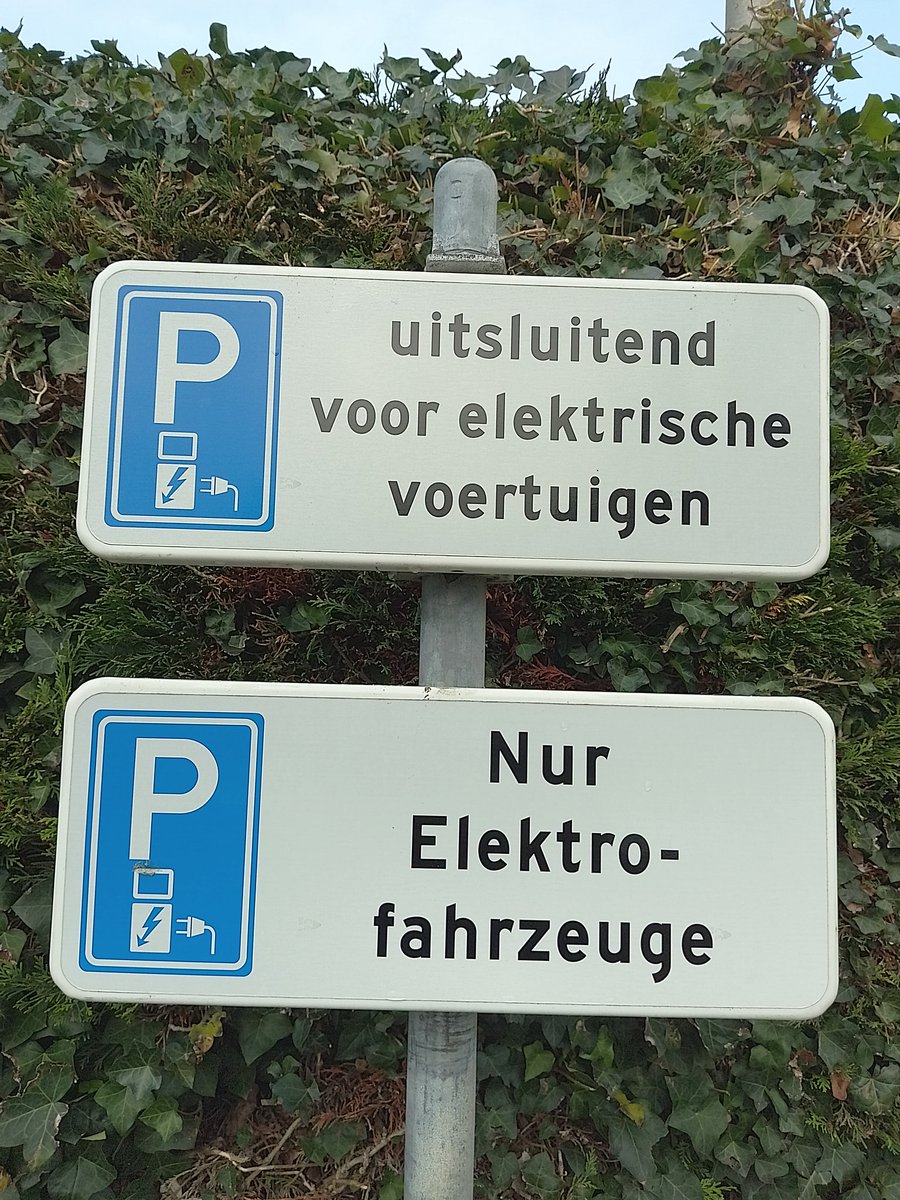 P
uitsluitend
voor elektrische
voertuigen
P
Nur
Elektro-
fahrzeuge